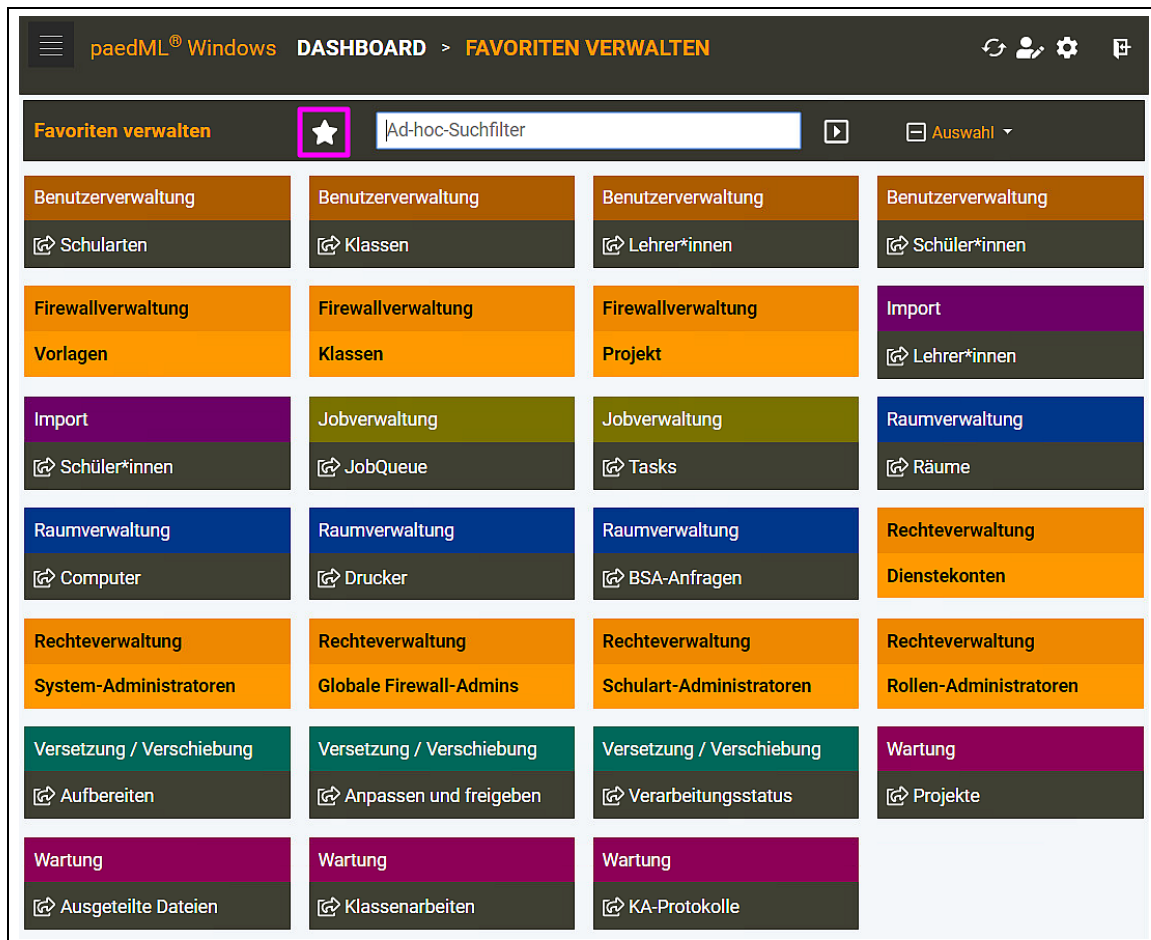 paedML® Windows DASHBOARD > FAVORITEN VERWALTEN
Favoriten verwalten Ad-hoc-Suchfilter Auswahl
Benutzerverwaltung Benutzerverwaltung Benutzerverwaltung Benutzerverwaltung
Schularten Klassen Lehrer*innen Schüler*innen
Firewallverwaltung Firewallverwaltung Firewallverwaltung Import
Vorlagen Klassen Projekt Lehrer*innen
Import Jobverwaltung Jobverwaltung Raumverwaltung
Schüler*innen JobQueue Tasks Räume
Raumverwaltung Raumverwaltung Raumverwaltung Rechteverwaltung
Computer Drucker BSA-Anfragen Dienstekonten
Rechteverwaltung Rechteverwaltung Rechteverwaltung Rechteverwaltung
System-Administratoren Globale Firewall-Admins Schulart-Administratoren Rollen-Administratoren
Versetzung / Verschiebung Versetzung / Verschiebung Versetzung / Verschiebung Wartung
Aufbereiten Anpassen und freigeben Verarbeitungsstatus Projekte
Wartung Wartung Wartung
Ausgeteilte Dateien Klassenarbeiten KA-Protokolle